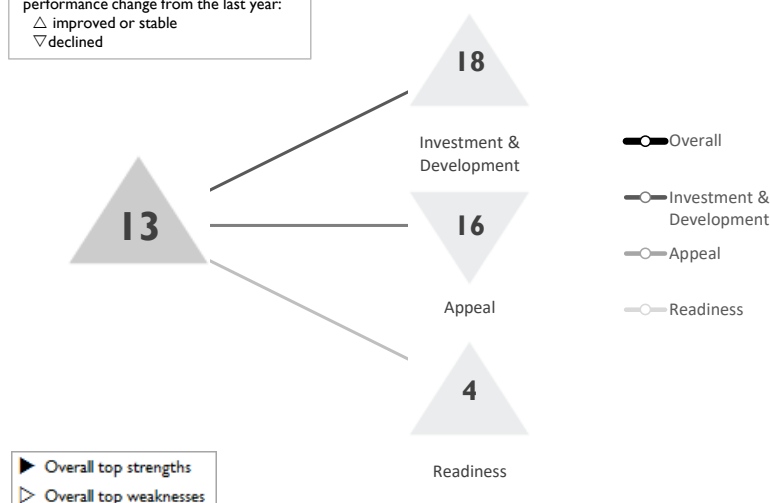 performance change from the last year:
△ improved or stable
▽ declined
18
Investment &
Development
13
16
Appeal
4
Readiness
Overall
Investment &
Development
Appeal
Readiness
▶ Overall top strengths
▷ Overall top weaknesses